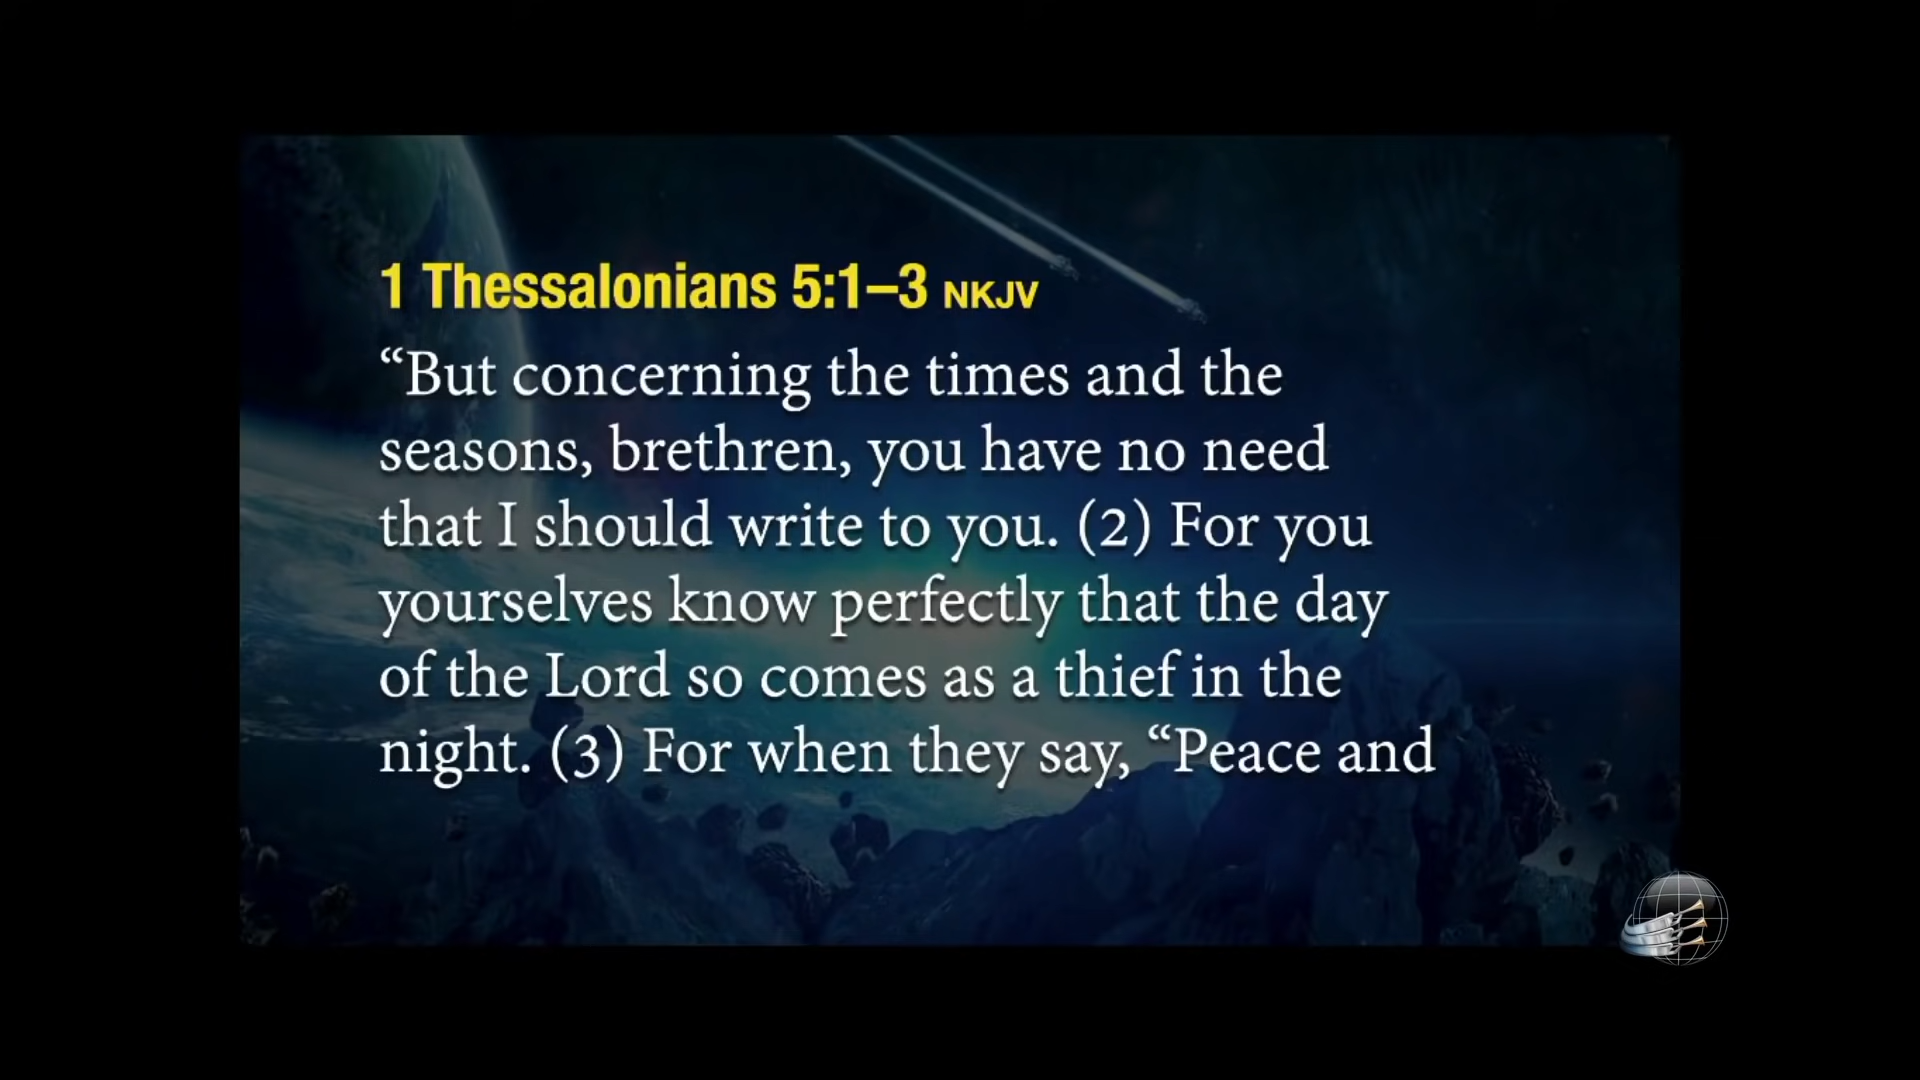 1 Thessalonians 5:1–3 NKJV
“But concerning the times and the
seasons, brethren, you have no need
that I should write to you. (2) For you
yourselves know perfectly that the day
of the Lord so comes as a thief in the
night. (3) For when they say, “Peace and